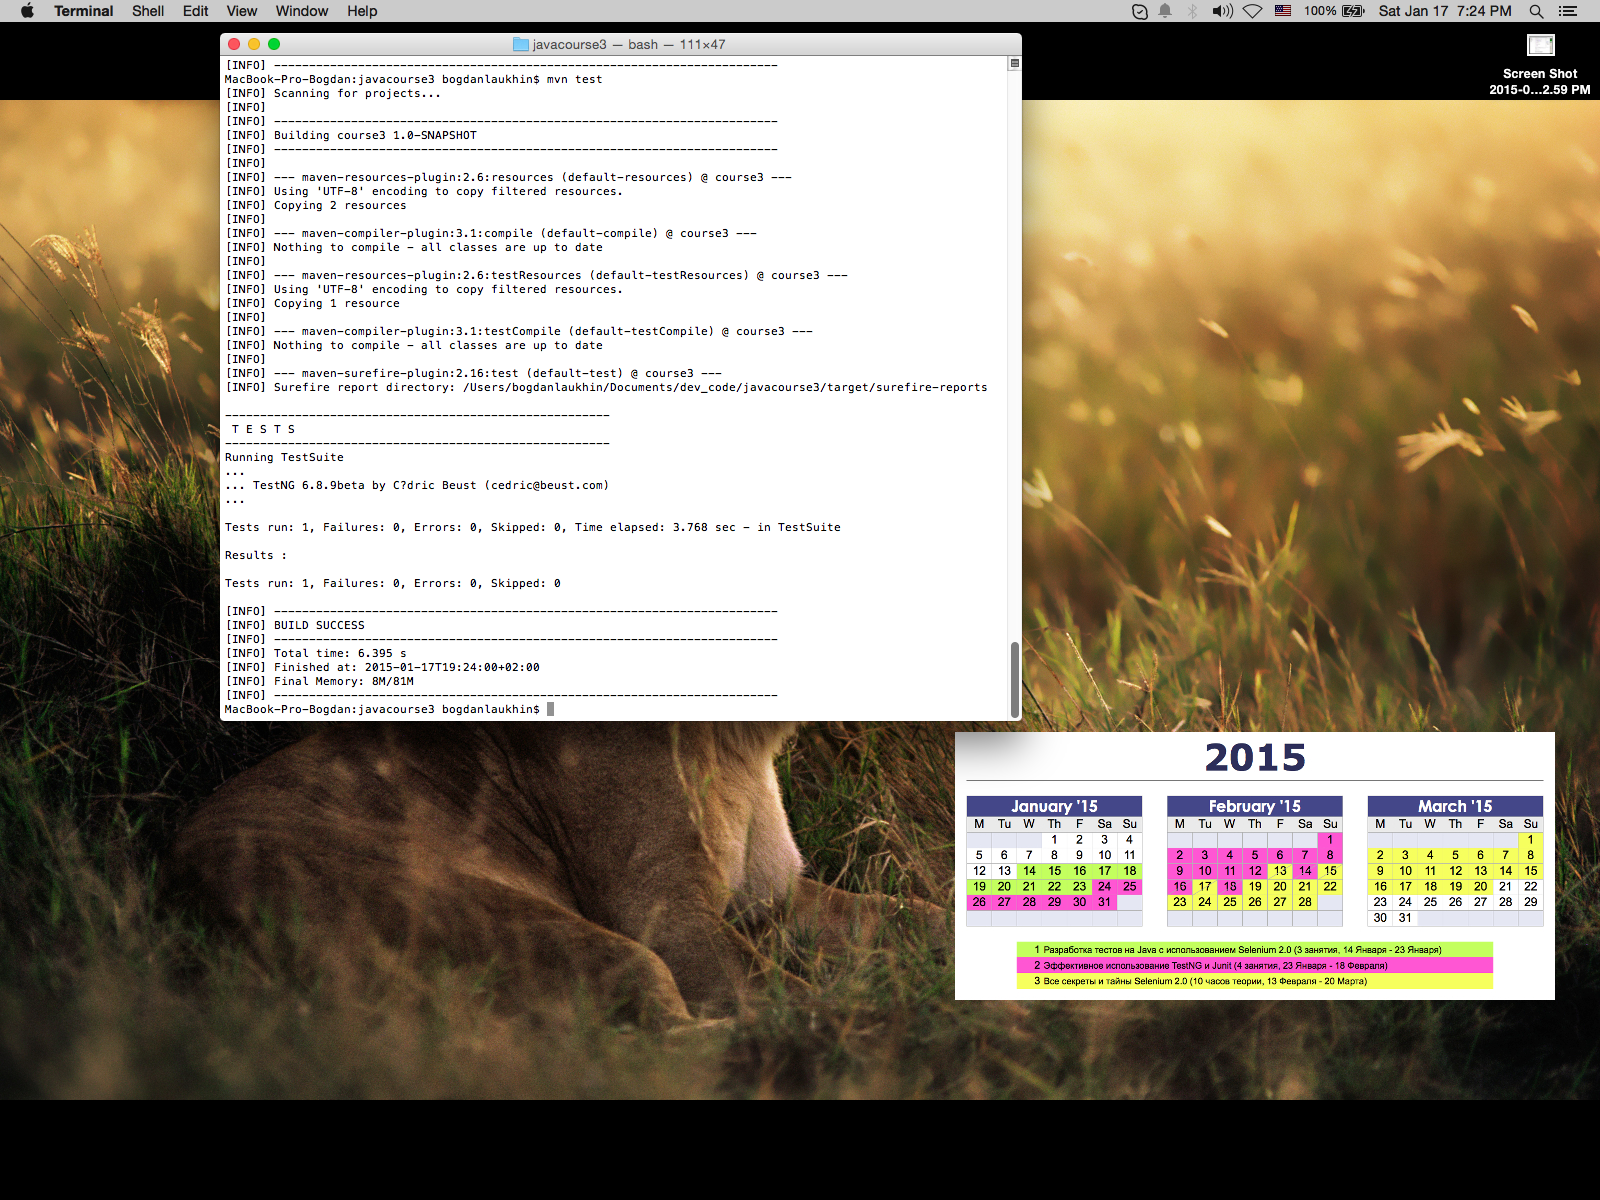 Terminal Shell Edit View Window Help 100% Sat Jan 17 7:24 PM
Screen Shot
2015-0...2.59 PM
javacourse3 — bash — 111×47
[INFO] ------------------------------------------------------------------------
MacBook-Pro-Bogdan:javacourse3 bogdanlaukhin$ mvn test
[INFO] Scanning for projects...
[INFO]
[INFO] ------------------------------------------------------------------------
[INFO] Building course3 1.0-SNAPSHOT
[INFO] ------------------------------------------------------------------------
[INFO]
[INFO] --- maven-resources-plugin:2.6:resources (default-resources) @ course3 ---
[INFO] Using 'UTF-8' encoding to copy filtered resources.
[INFO] Copying 2 resources
[INFO]
[INFO] --- maven-compiler-plugin:3.1:compile (default-compile) @ course3 ---
[INFO] Nothing to compile - all classes are up to date
[INFO]
[INFO] --- maven-resources-plugin:2.6:testResources (default-testResources) @ course3 ---
[INFO] Using 'UTF-8' encoding to copy filtered resources.
[INFO] Copying 1 resource
[INFO]
[INFO] --- maven-compiler-plugin:3.1:testCompile (default-testCompile) @ course3 ---
[INFO] Nothing to compile - all classes are up to date
[INFO]
[INFO] --- maven-surefire-plugin:2.16:test (default-test) @ course3 ---
[INFO] Surefire report directory: /Users/bogdanlaukhin/Documents/dev_code/javacourse3/target/surefire-reports
-------------------------------------------------------
T E S T S
-------------------------------------------------------
Running TestSuite
...
... TestNG 6.8.9beta by C?dric Beust (cedric@beust.com)
...
Tests run: 1, Failures: 0, Errors: 0, Skipped: 0, Time elapsed: 3.768 sec - in TestSuite
Results :
Tests run: 1, Failures: 0, Errors: 0, Skipped: 0
[INFO] ------------------------------------------------------------------------
[INFO] BUILD SUCCESS
[INFO] ------------------------------------------------------------------------
[INFO] Total time: 6.395 s
[INFO] Finished at: 2015-01-17T19:24:00+02:00
[INFO] Final Memory: 8M/81M
[INFO] ------------------------------------------------------------------------
MacBook-Pro-Bogdan:javacourse3 bogdanlaukhin$
2015
January '15
M Tu W Th F Sa Su
1 2 3 4
5 6 7 8 9 10 11
12 13 14 15 16 17 18
19 20 21 22 23 24 25
26 27 28 29 30 31
February '15
M Tu W Th F Sa Su
1
2 3 4 5 6 7 8
9 10 11 12 13 14 15
16 17 18 19 20 21 22
23 24 25 26 27 28
March '15
M Tu W Th F Sa Su
1
2 3 4 5 6 7 8
9 10 11 12 13 14 15
16 17 18 19 20 21 22
23 24 25 26 27 28 29
30 31
1 Разработка тестов на Java с использованием Selenium 2.0 (3 занятия, 14 Января - 23 Января)
2 Эффективное использование TestNG и Junit (4 занятия, 23 Января - 18 Февраля)
3 Все секреты и тайны Selenium 2.0 (10 часов теории, 13 Февраля - 20 Марта)